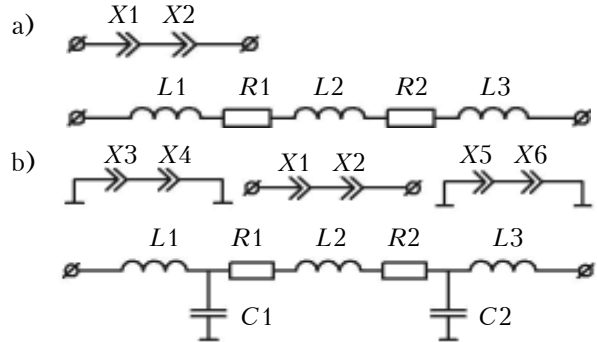 a)
X1 X2
L1 R1 L2 R2 L3
b)
X3 X4 X1 X2 X5 X6
L1 R1 L2 R2 L3
C1 C2